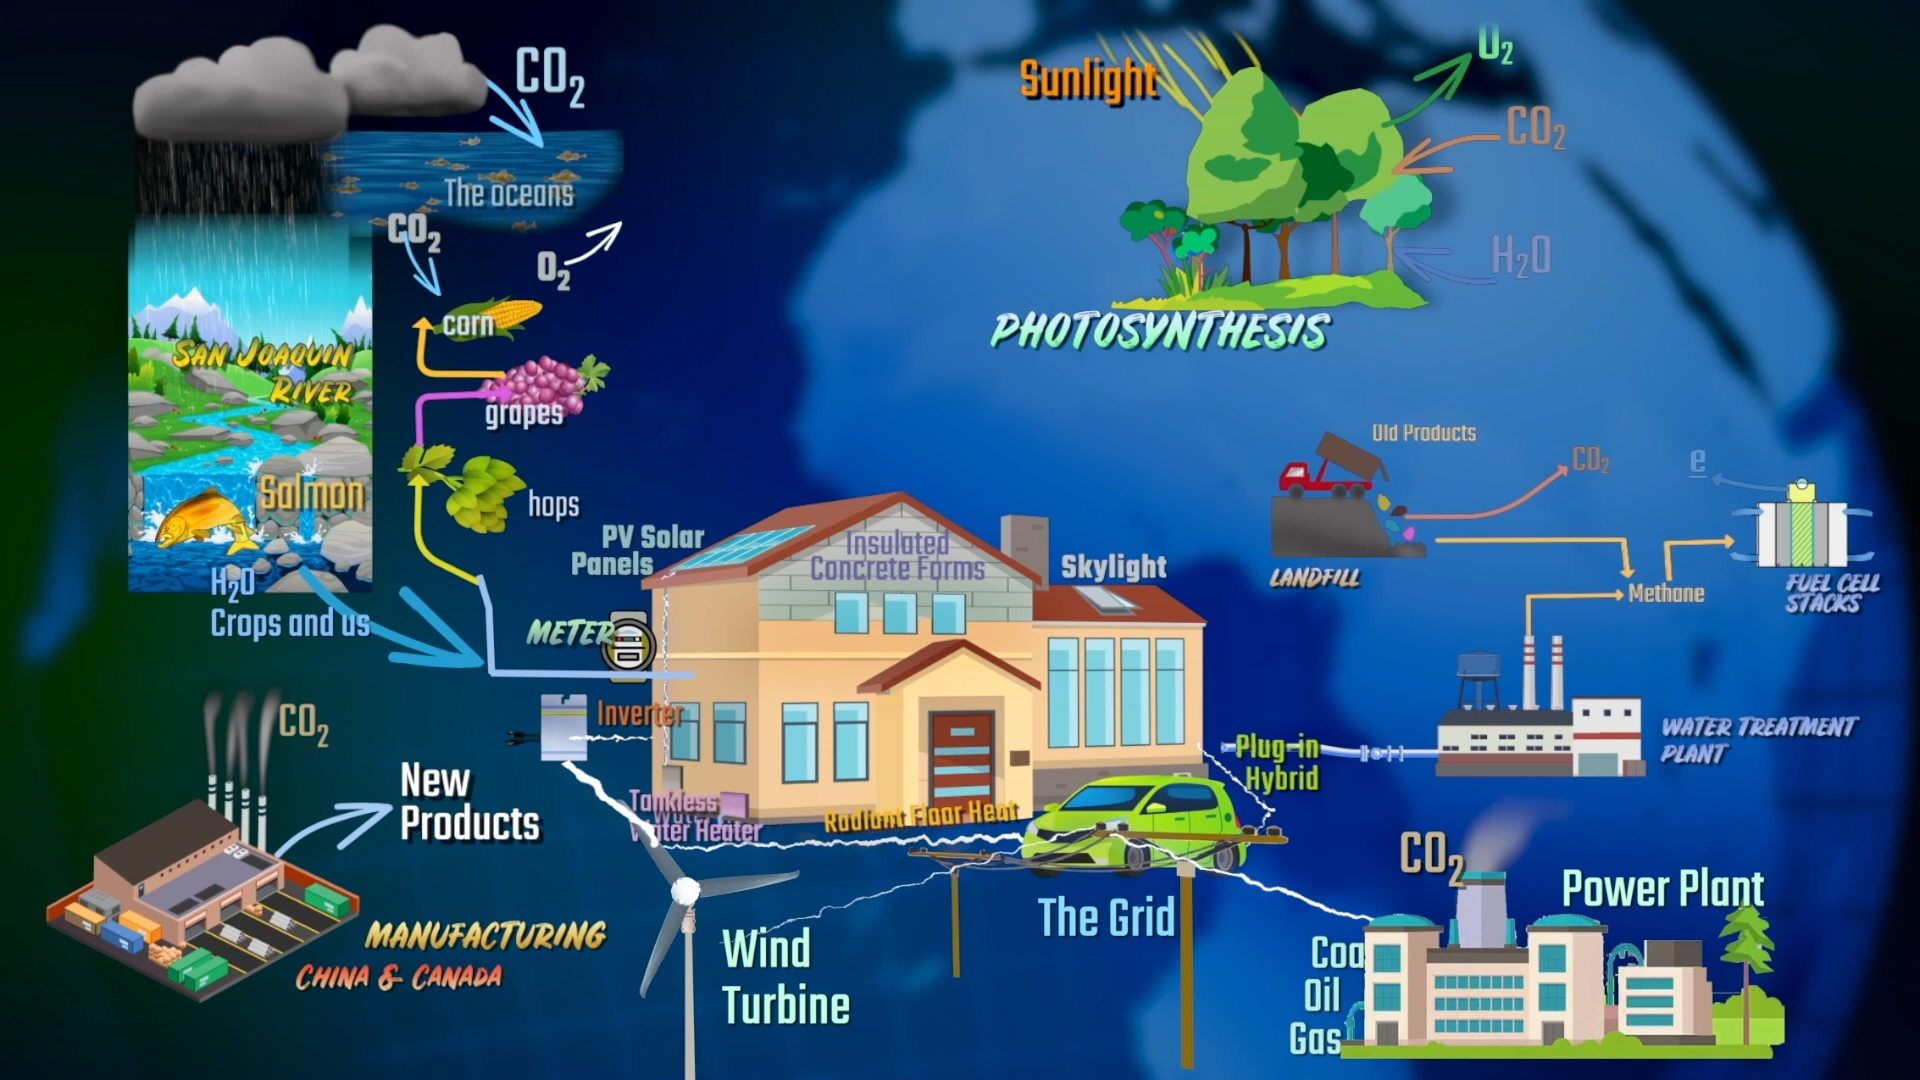 CO₂
Sunlight
O₂
CO₂
The oceans
CO₂
O₂
H₂O
corn
PHOTOSYNTHESIS
SAN JOAQUIN
RIVER
grapes
Old Products
CO₂
e
Salmon
hops
PV Solar
Panels
Insulated
Concrete Forms
Skylight
LANDFILL
Methane
FUEL CELL
STACKS
H₂O
Crops and us
METER
CO₂
Inverter
Plug-in
Hybrid
WATER TREATMENT
PLANT
New
Products
Tankless
Water Heater
Radiant Floor Heat
CO₂
Power Plant
The Grid
MANUFACTURING
CHINA & CANADA
Wind
Turbine
Coa
Oil
Gas